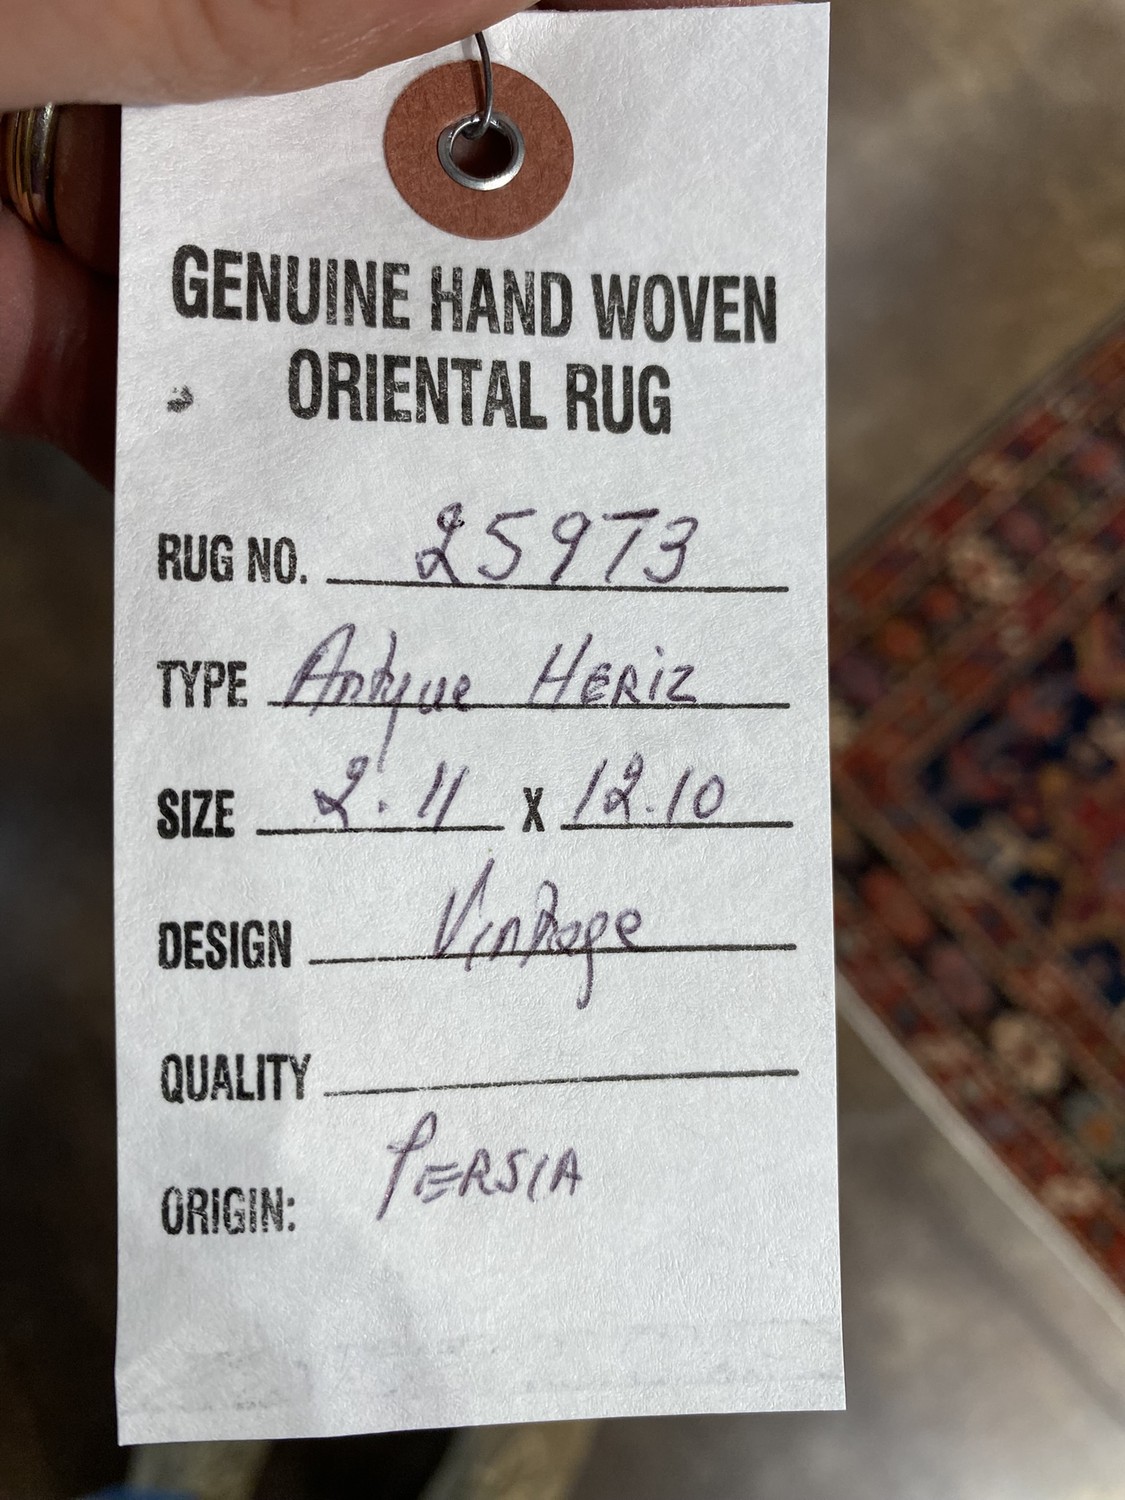 GENUINE HAND WOVEN
ORIENTAL RUG
RUG NO. 25973
TYPE Antque HERiZ
SIZE 2.11 X 12.10
DESIGN Vintage
QUALITY
ORIGIN: PERSIA